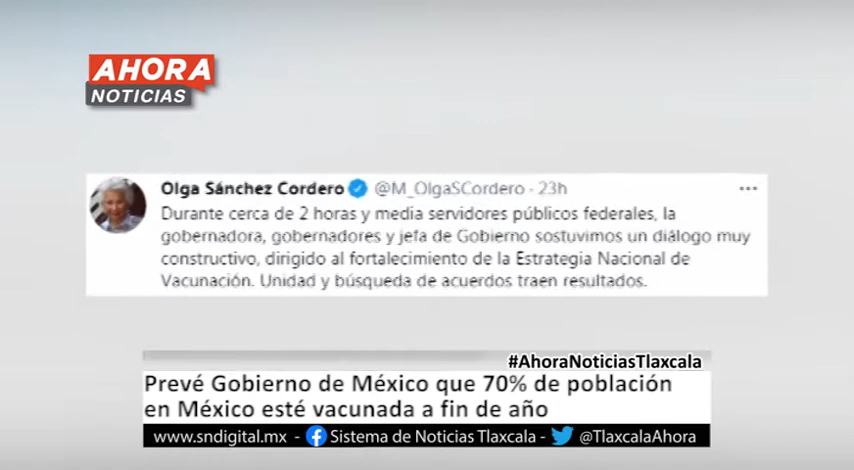 AHORA
NOTICIAS
Olga Sánchez Cordero @M_OlgaSCordero · 23h
Durante cerca de 2 horas y media servidores públicos federales, la
gobernadora, gobernadores y jefa de Gobierno sostuvimos un diálogo muy
constructivo, dirigido al fortalecimiento de la Estrategia Nacional de
Vacunación. Unidad y búsqueda de acuerdos traen resultados.
#AhoraNoticiasTlaxcala
Prevé Gobierno de México que 70% de población
en México esté vacunada a fin de año
www.sndigital.mx - Sistema de Noticias Tlaxcala - @TlaxcalaAhora